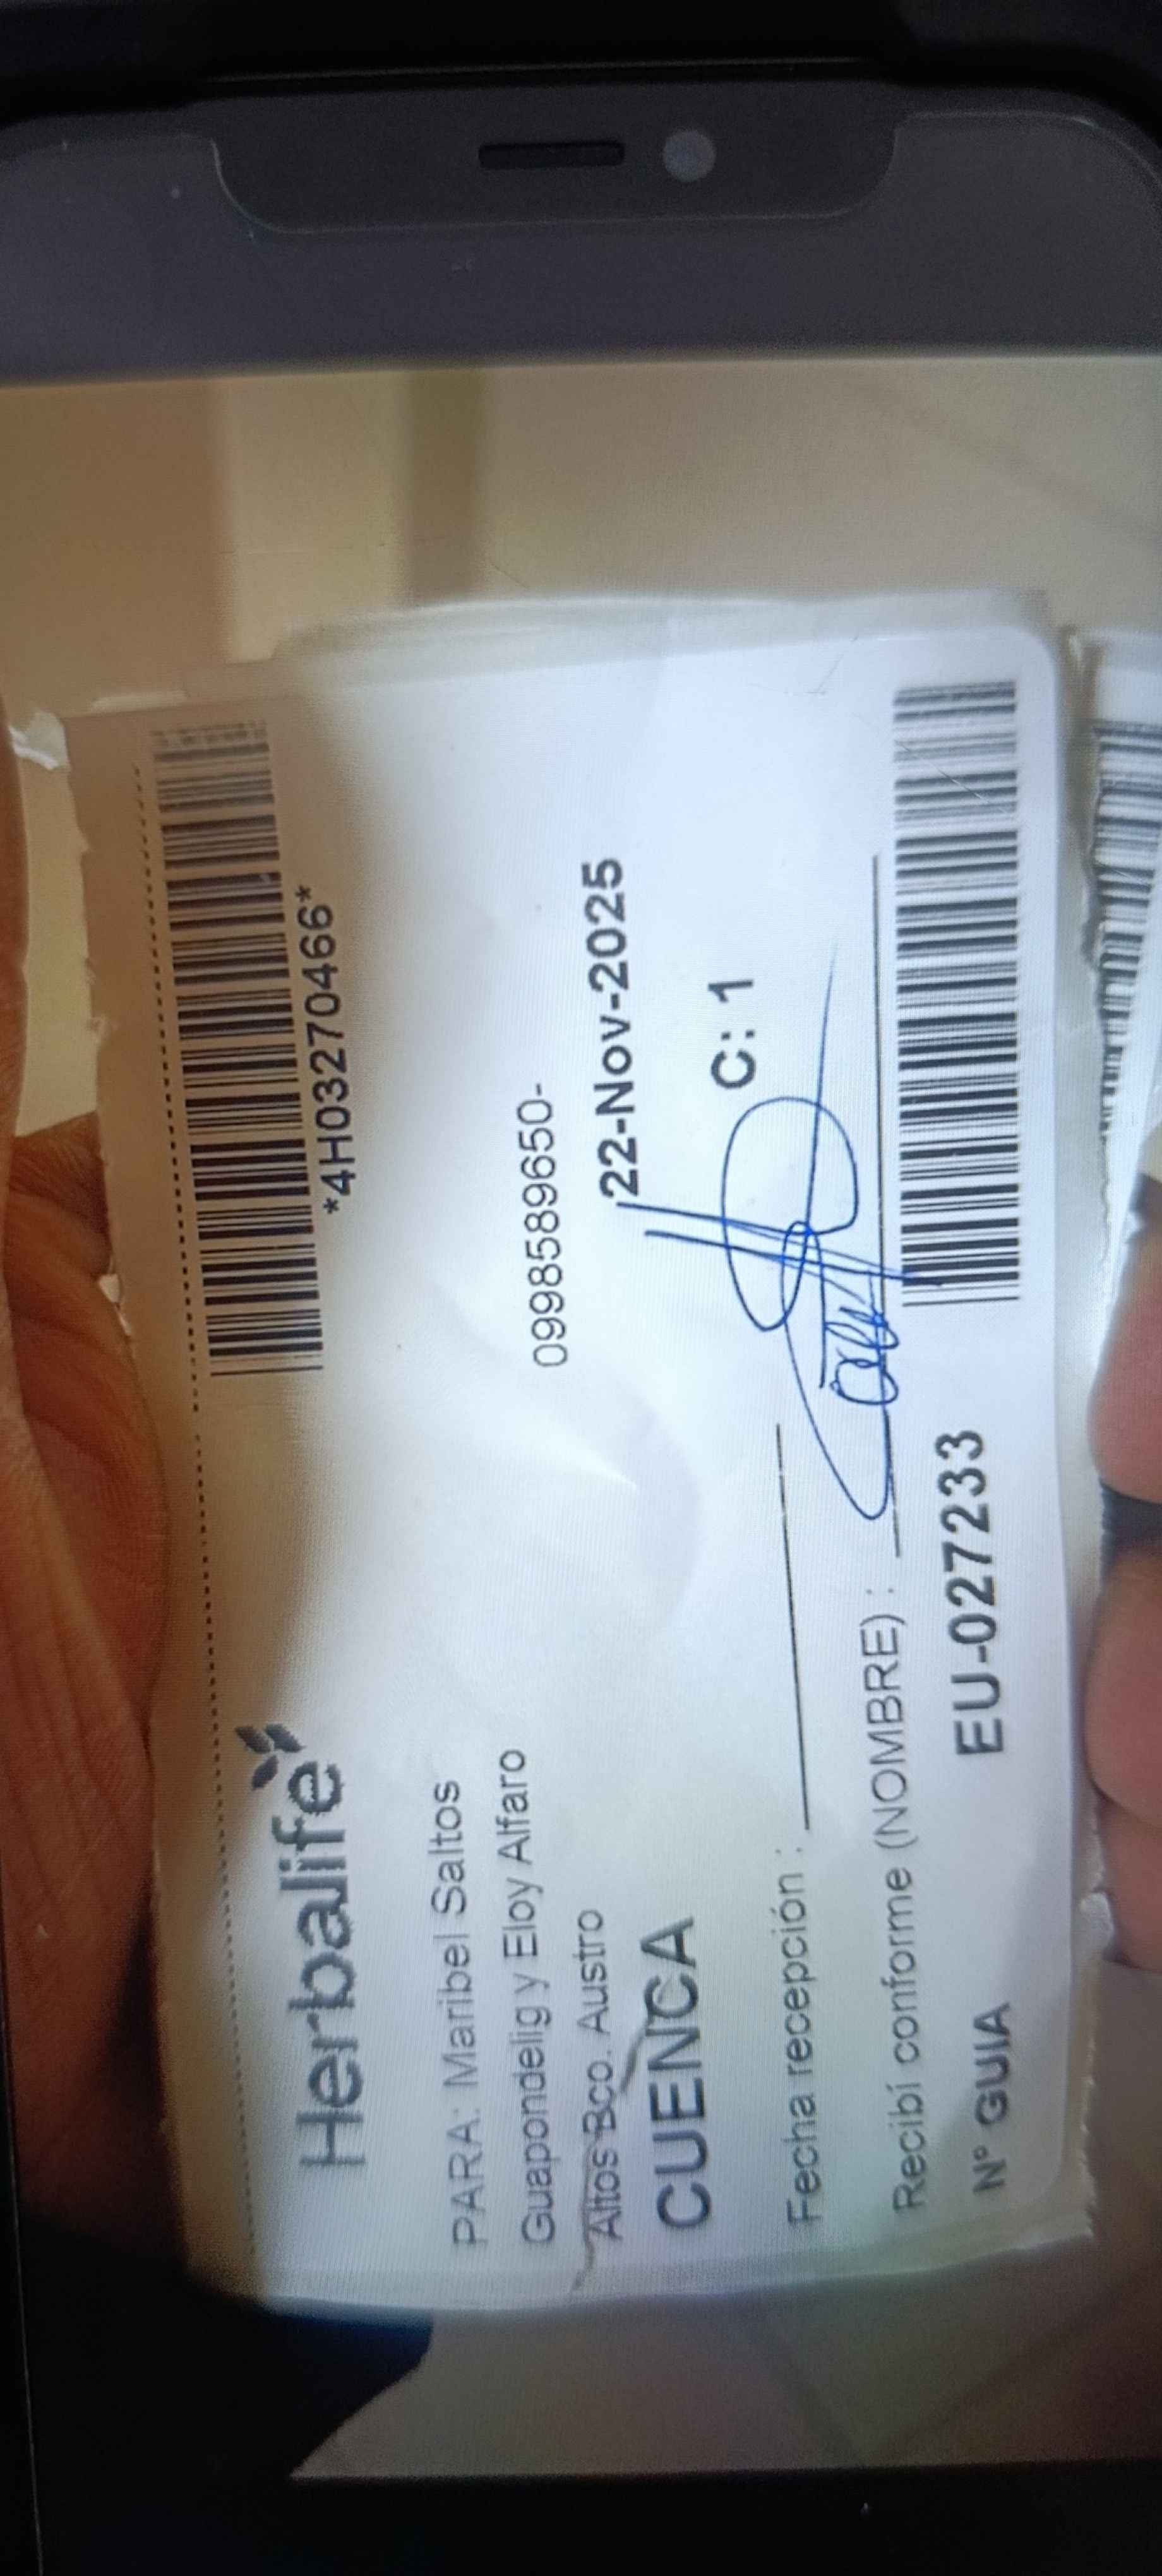 Herbalife
*4H03270466*
PARA: Maribel Saltos
Guapondelig y Eloy Alfaro
0998589650-
Altos Bco. Austro
22-Nov-2025
CUENCA
C: 1
Fecha recepción :
Recibí conforme (NOMBRE) :
Nº GUIA
EU-027233